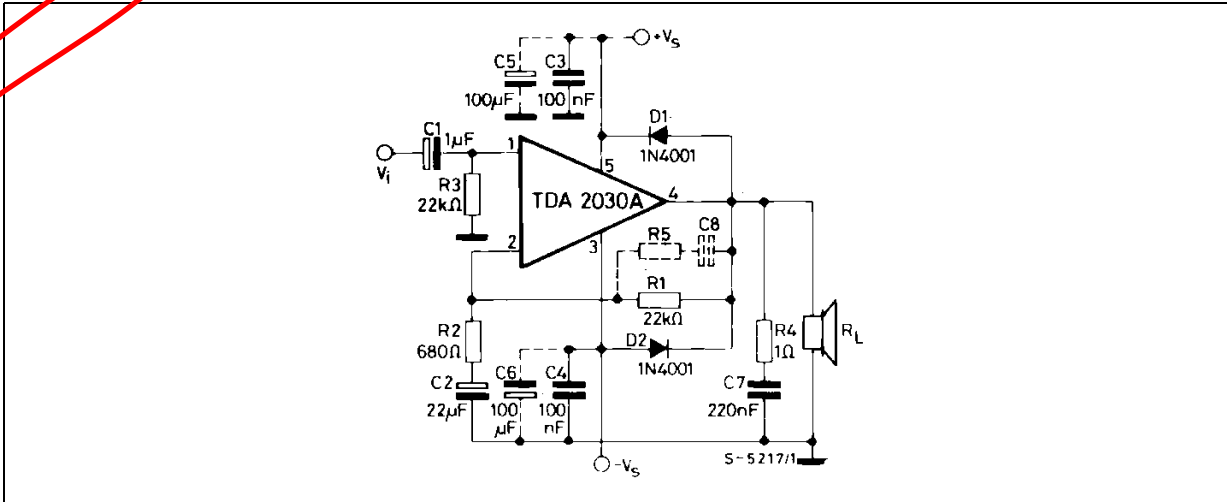 +Vs
C5
C3
100µF
100 nF
D1
1N4001
C1
1µF
Vi
R3
22kΩ
1
5
TDA 2030A
4
2
3
R5
C8
R1
22kΩ
R2
680Ω
D2
1N4001
R4
1Ω
RL
C2
22µF
C6
100
µF
C4
100
nF
C7
220nF
S-5217/1
-Vs